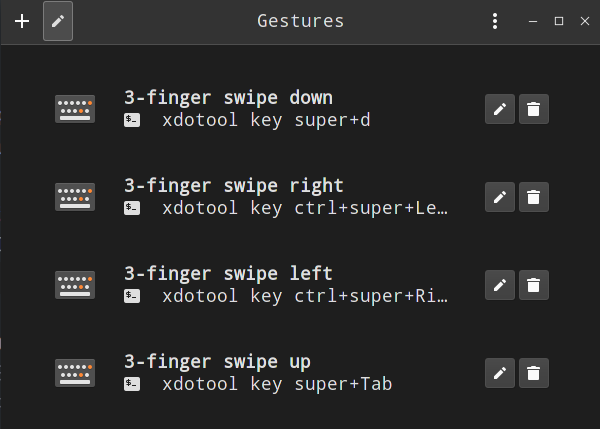 Gestures
3-finger swipe down
xdotool key super+d
3-finger swipe right
xdotool key ctrl+super+Le…
3-finger swipe left
xdotool key ctrl+super+Ri…
3-finger swipe up
xdotool key super+Tab